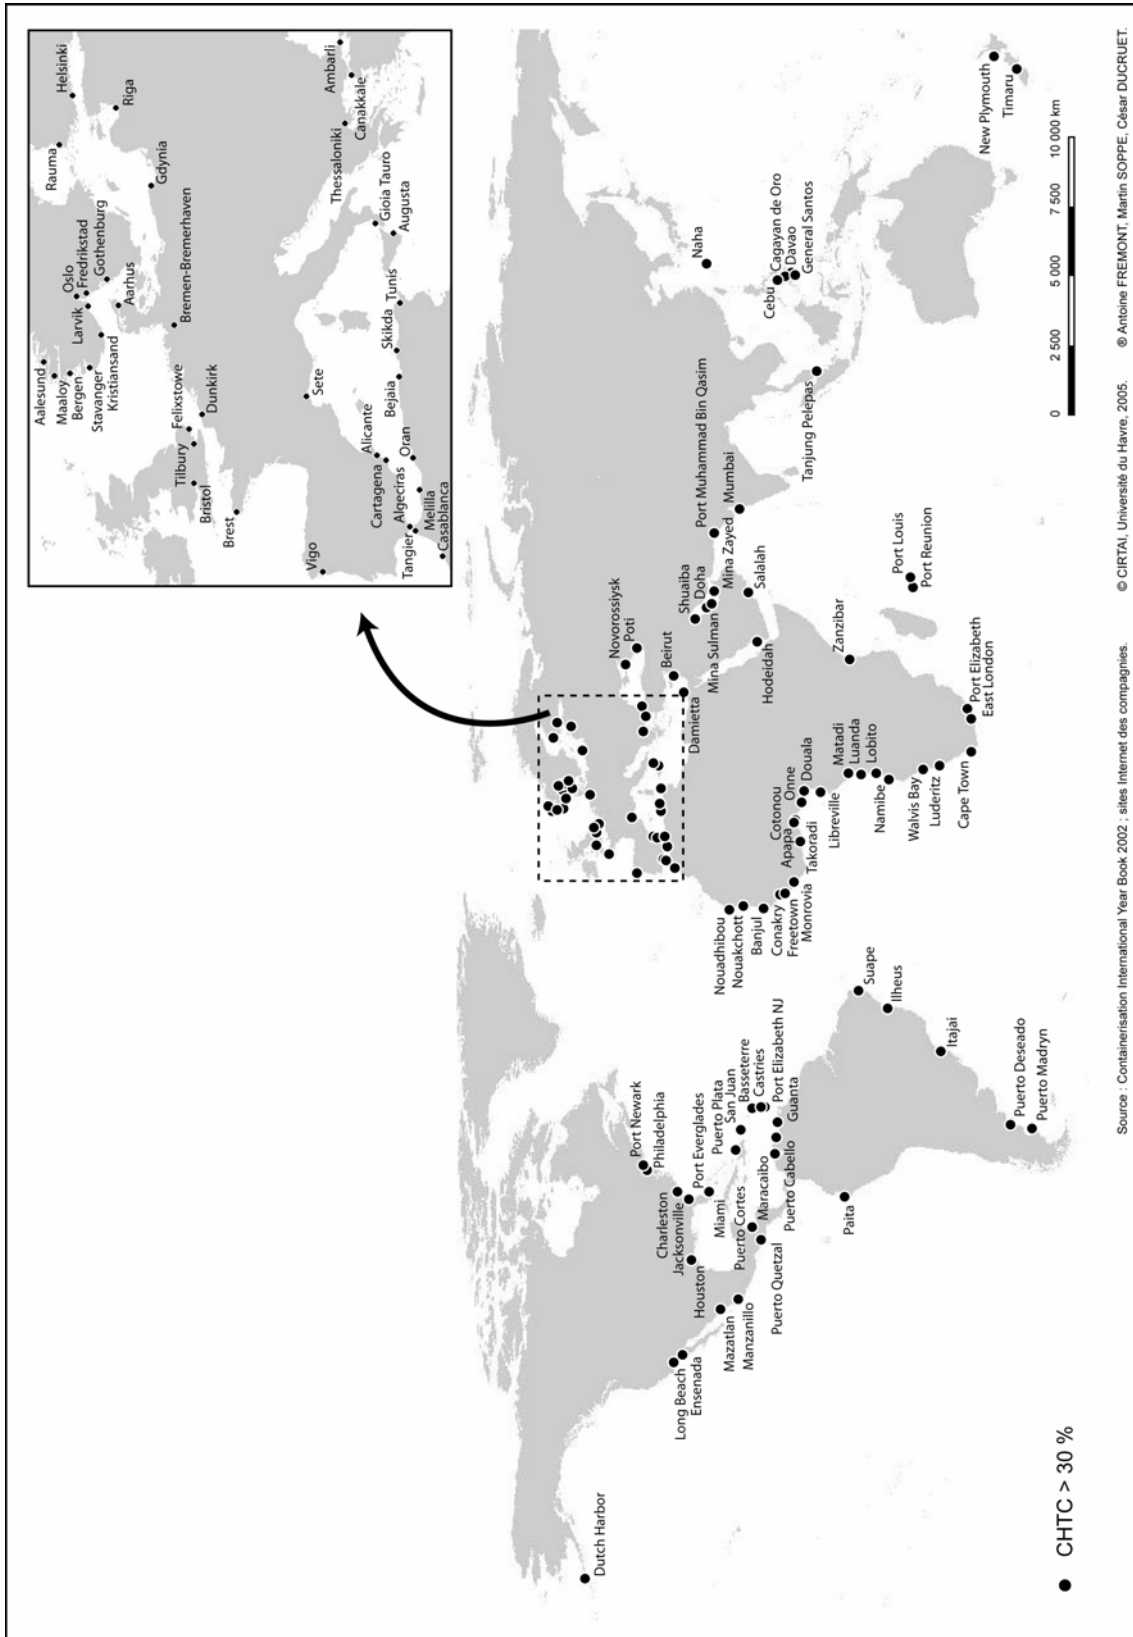 Aalesund
Maaloy
Bergen
Stavanger
Kristiansand
Larvik
Oslo
Fredrikstad
Gothenburg
Aarhus
Rauma
Helsinki
Riga
Gdynia
Bremen-Bremerhaven
Felixstowe
Tilbury
Bristol
Dunkirk
Brest
Vigo
Sete
Alicante
Cartagena
Algeciras
Tangier
Oran
Melilla
Casablanca
Bejaia
Skikda
Tunis
Thessaloniki
Ambarli
Canakkale
Gioia Tauro
Augusta
Dutch Harbor
Long Beach
Ensenada
Mazatlan
Manzanillo
Houston
Jacksonville
Charleston
Port Newark
Philadelphia
Port Everglades
Miami
Puerto Cortes
Puerto Quetzal
Maracaibo
Puerto Cabello
Puerto Plata
San Juan
Basseterre
Castries
Port Elizabeth NJ
Guanta
Paita
Suape
Ilheus
Itajai
Puerto Deseado
Puerto Madryn
Novorossiysk
Poti
Beirut
Damietta
Nouadhibou
Nouakchott
Banjul
Conakry
Freetown
Monrovia
Apapa
Takoradi
Cotonou
Onne
Douala
Libreville
Matadi
Luanda
Lobito
Namibe
Walvis Bay
Luderitz
Cape Town
Port Elizabeth
East London
Zanzibar
Port Louis
Port Reunion
Shuaiba
Doha
Mina Sulman
Mina Zayed
Hodeidah
Salalah
Port Muhammad Bin Qasim
Mumbai
Tanjung Pelepas
Naha
Cebu
Cagayan de Oro
Davao
General Santos
New Plymouth
Timaru
0 2 500 5 000 7 500 10 000 km
CHTC > 30 %
Source : Containerisation International Year Book 2002 ; sites Internet des compagnies.
© CIRTAI, Université du Havre, 2005.
® Antoine FREMONT, Martin SOPPE, César DUCRUET.